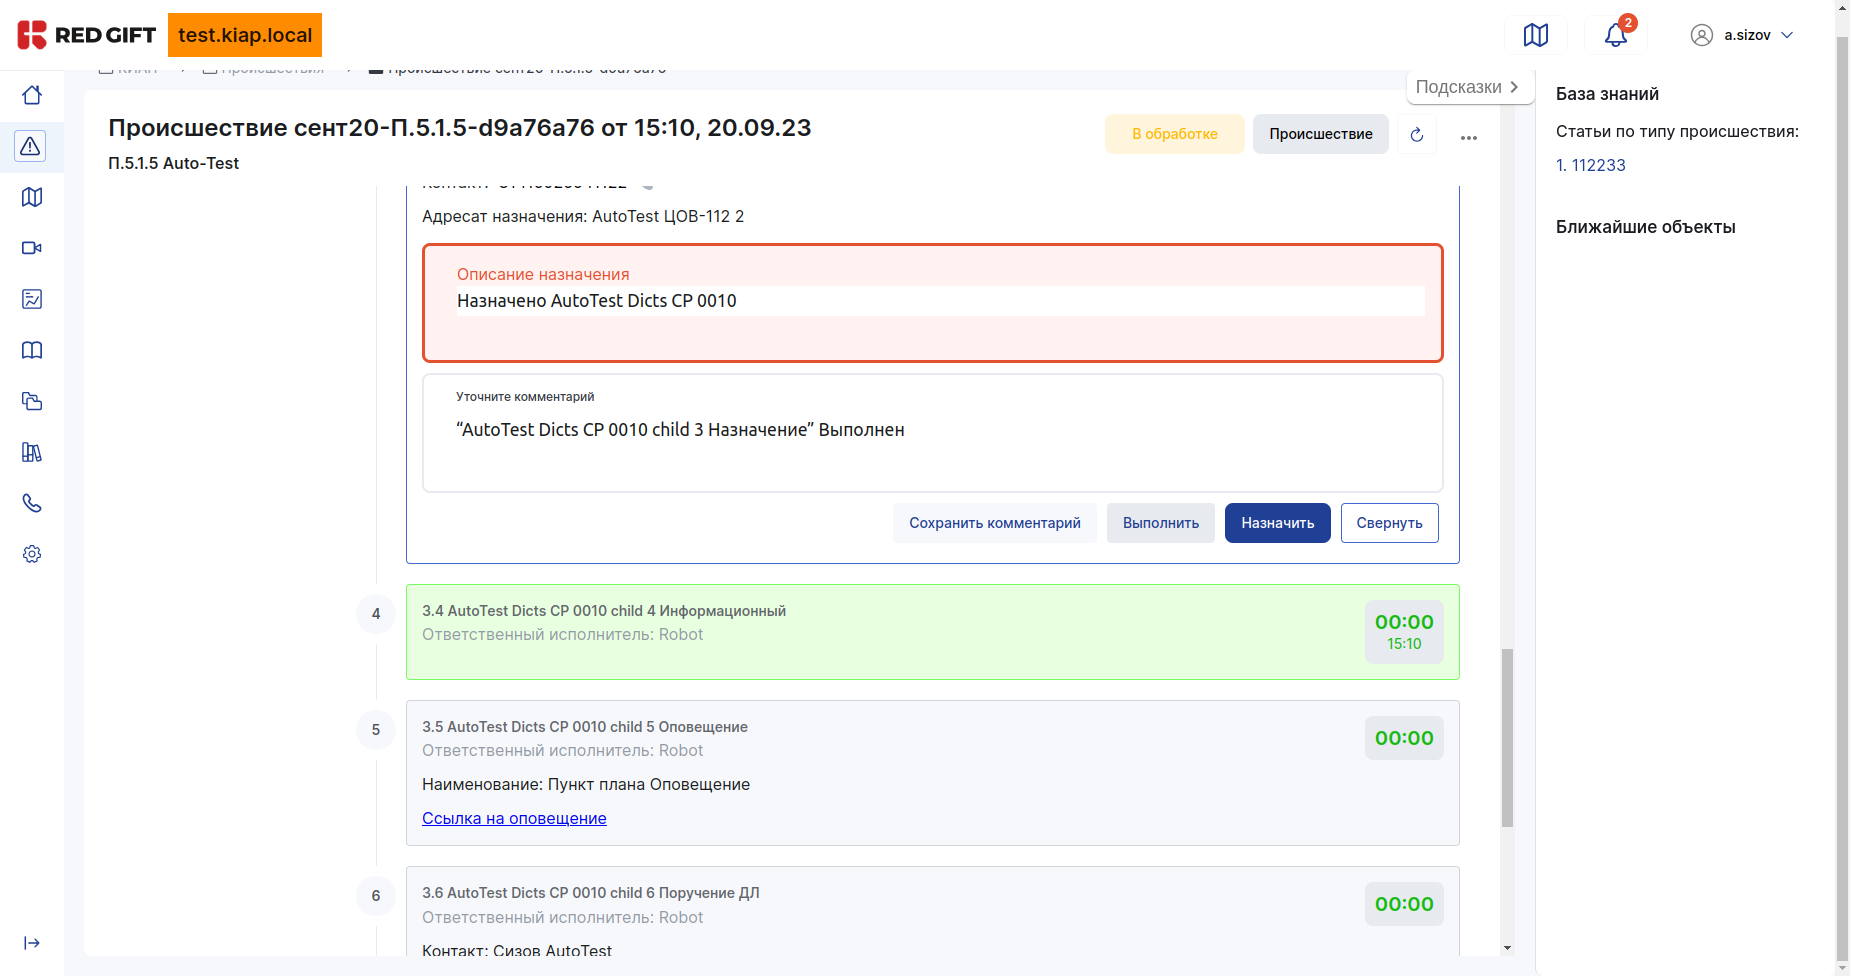 RED GIFT
test.kiap.local
2
a.sizov
Происшествие сент20-П.5.1.5-d9a76a76
Подсказки
Происшествие сент20-П.5.1.5-d9a76a76 от 15:10, 20.09.23
П.5.1.5 Auto-Test
В обработке
Происшествие
Адресат назначения: AutoTest ЦОВ-112 2
Описание назначения
Назначено AutoTest Dicts CP 0010
Уточните комментарий
“AutoTest Dicts CP 0010 child 3 Назначение” Выполнен
Сохранить комментарий
Выполнить
Назначить
Свернуть
4
3.4 AutoTest Dicts CP 0010 child 4 Информационный
Ответственный исполнитель: Robot
00:00
15:10
5
3.5 AutoTest Dicts CP 0010 child 5 Оповещение
Ответственный исполнитель: Robot
00:00
Наименование: Пункт плана Оповещение
Ссылка на оповещение
6
3.6 AutoTest Dicts CP 0010 child 6 Поручение ДЛ
Ответственный исполнитель: Robot
00:00
Контакт: Сизов AutoTest
База знаний
Статьи по типу происшествия:
1. 112233
Ближайшие объекты